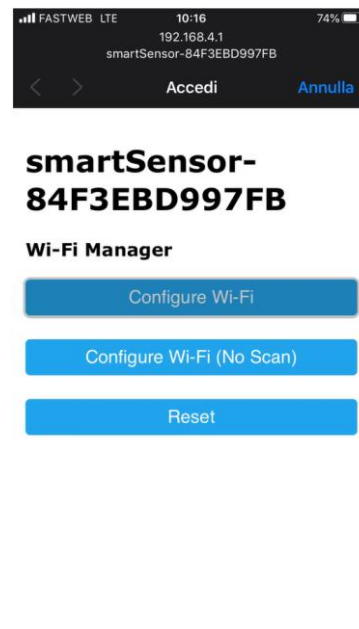 FASTWEB LTE 10:16 74%
192.168.4.1
smartSensor-84F3EBD997FB
Accedi Annulla
smartSensor-
84F3EBD997FB
Wi-Fi Manager
Configure Wi-Fi
Configure Wi-Fi (No Scan)
Reset